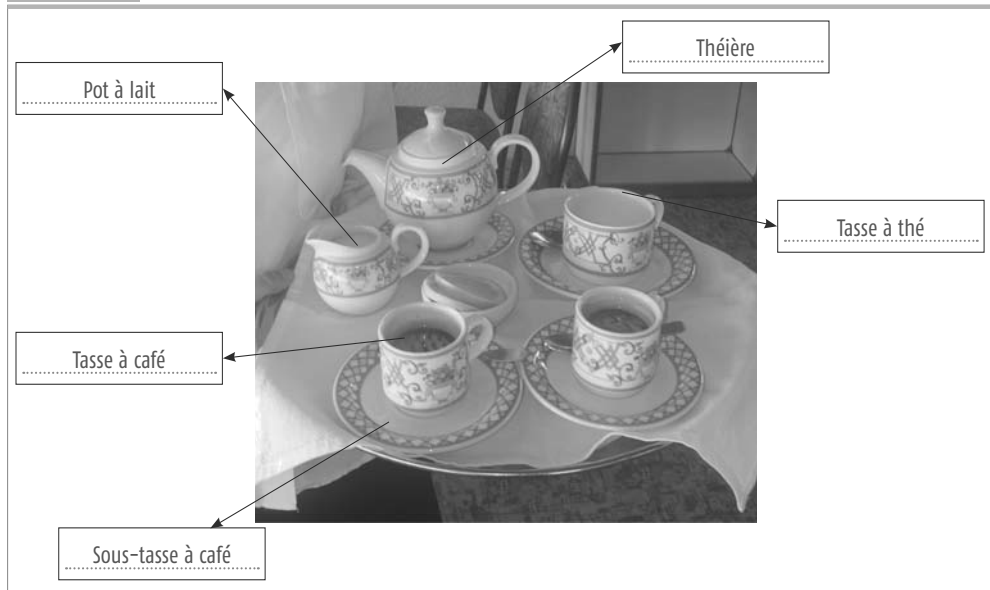 Théière
Pot à lait
Tasse à thé
Tasse à café
Sous-tasse à café